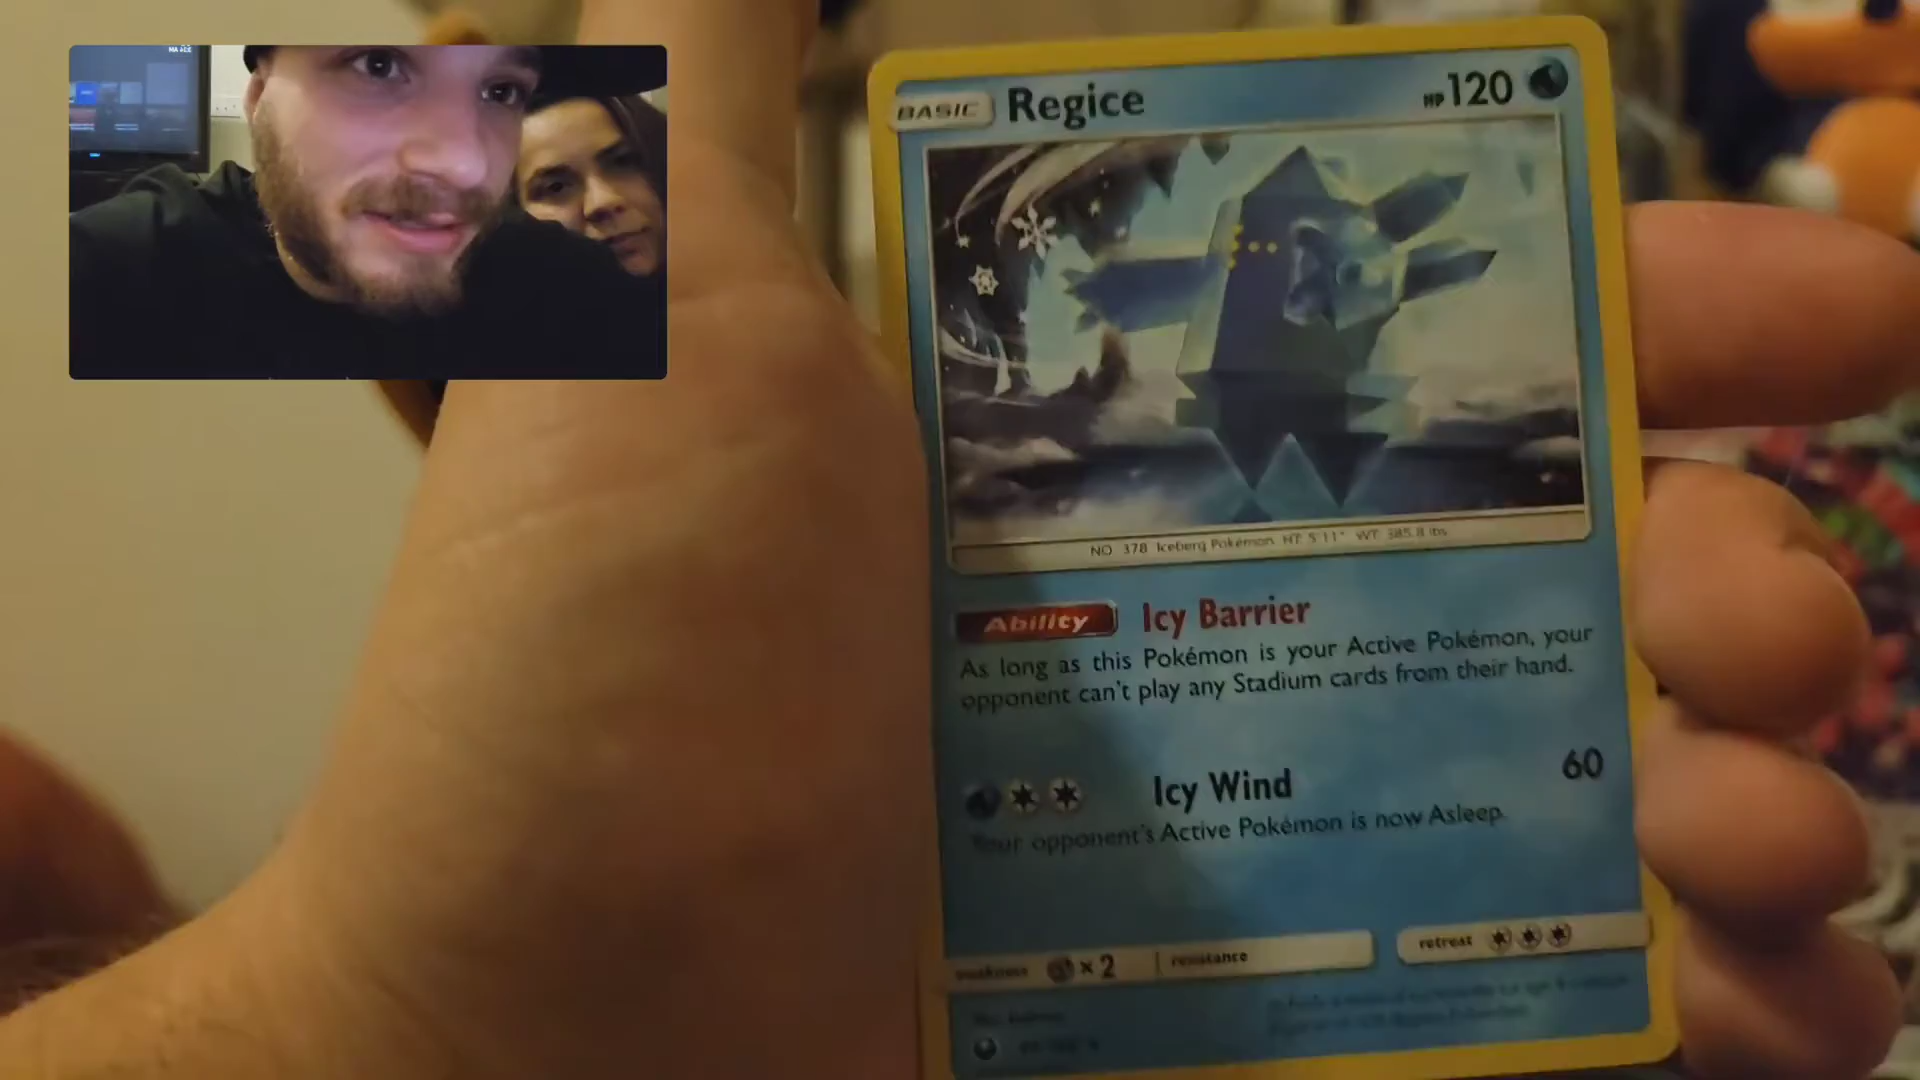 BASIC Regice HP 120
NO 378 Iceberg Pokémon HT 5'11" WT 385.8 lbs
Ability Icy Barrier
As long as this Pokémon is your Active Pokémon, your
opponent can't play any Stadium cards from their hand.
Icy Wind 60
Your opponent's Active Pokémon is now Asleep.
weakness ×2 resistance retreat